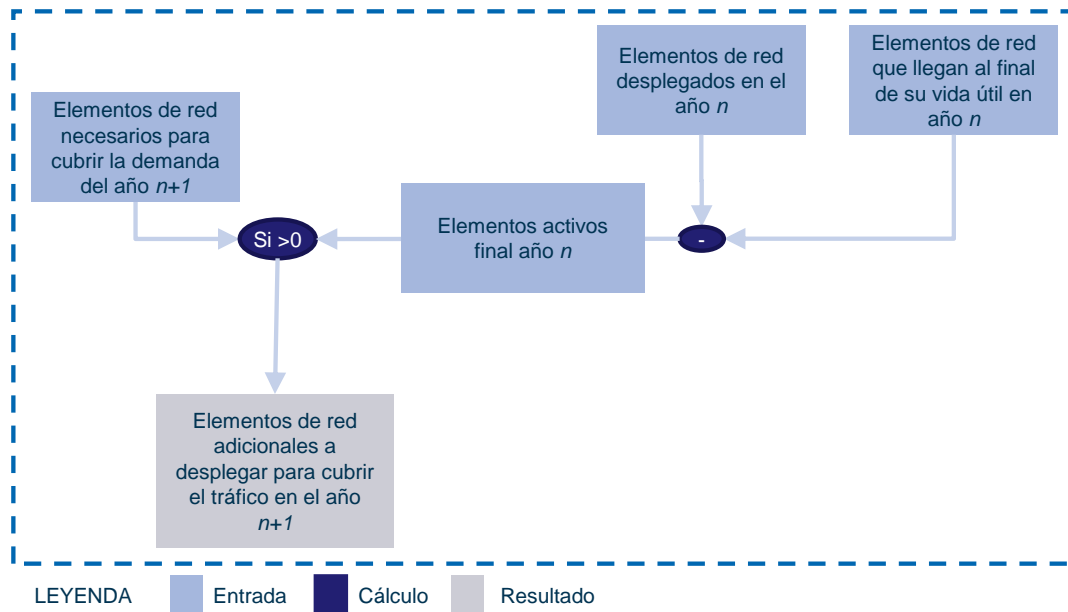 Elementos de red
necesarios para
cubrir la demanda
del año n+1
Elementos de red
desplegados en el
año n
Elementos de red
que llegan al final
de su vida útil en
año n
Si >0
Elementos activos
final año n
-
Elementos de red
adicionales a
desplegar para cubrir
el tráfico en el año
n+1
LEYENDA
Entrada
Cálculo
Resultado